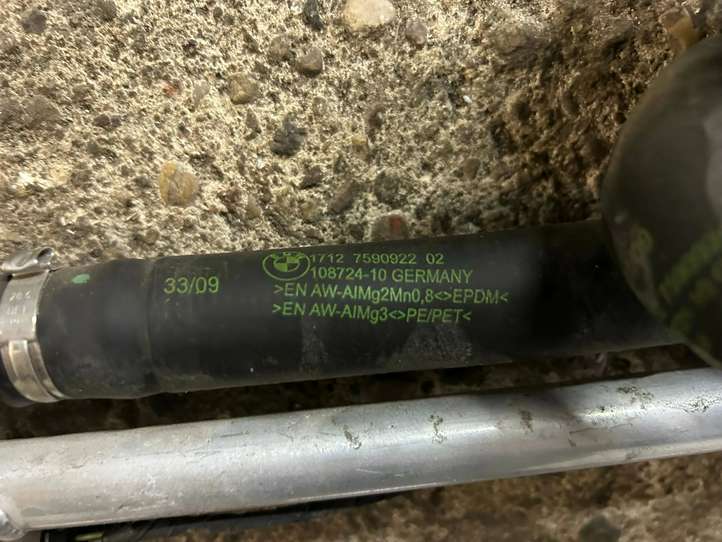 33/09
1712 7590922 02
108724-10 GERMANY
>EN AW-AlMg2Mn0,8<>EPDM<
>EN AW-AlMg3<>PE/PET<